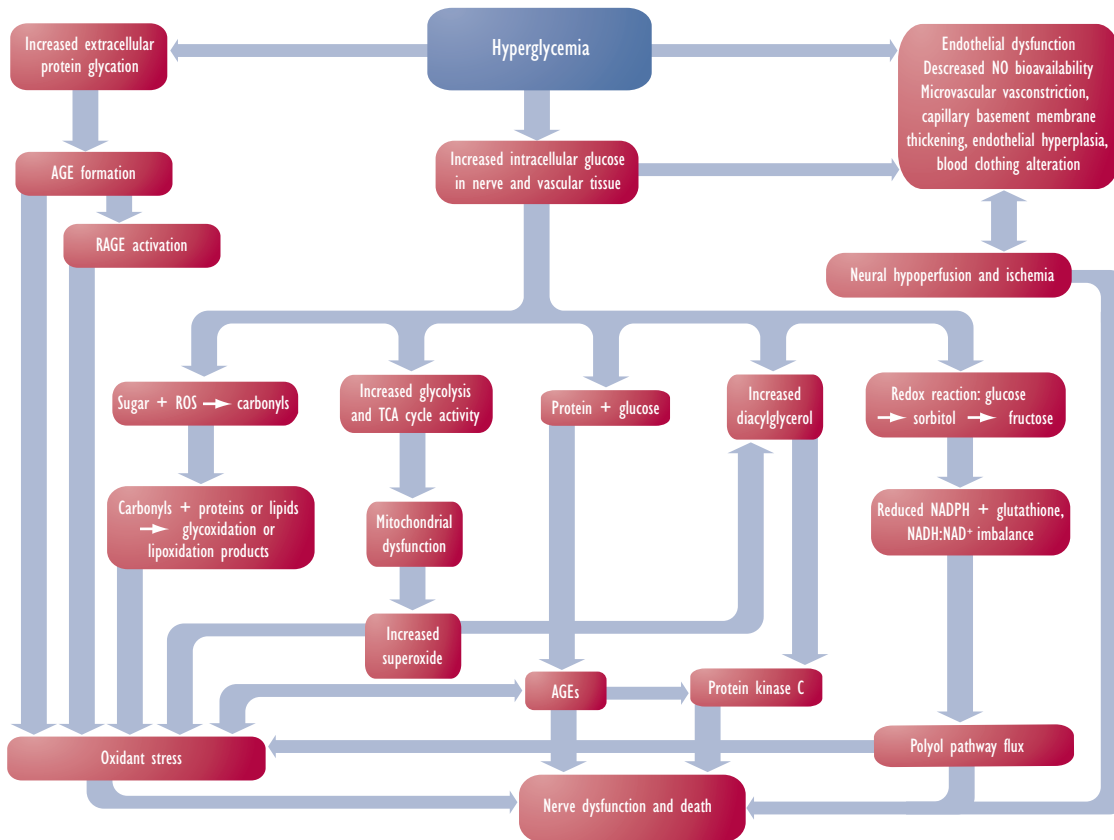 Increased extracellular
protein glycation
Hyperglycemia
Endothelial dysfunction
Descreased NO bioavailability
Microvascular vasconstriction,
capillary basement membrane
thickening, endothelial hyperplasia,
blood clothing alteration
AGE formation
Increased intracellular glucose
in nerve and vascular tissue
RAGE activation
Neural hypoperfusion and ischemia
Sugar + ROS → carbonyls
Increased glycolysis
and TCA cycle activity
Protein + glucose
Increased
diacylglycerol
Redox reaction: glucose
→ sorbitol → fructose
Carbonyls + proteins or lipids
→ glycoxidation or
lipoxidation products
Mitochondrial
dysfunction
Reduced NADPH + glutathione,
NADH:NAD⁺ imbalance
Increased
superoxide
AGEs
Protein kinase C
Oxidant stress
Polyol pathway flux
Nerve dysfunction and death